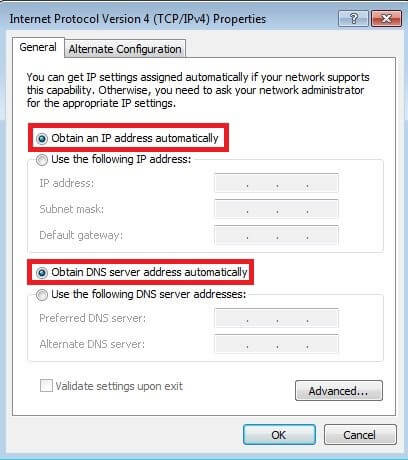 Internet Protocol Version 4 (TCP/IPv4) Properties
General
Alternate Configuration
You can get IP settings assigned automatically if your network supports
this capability. Otherwise, you need to ask your network administrator
for the appropriate IP settings.
Obtain an IP address automatically
Use the following IP address:
IP address:
Subnet mask:
Default gateway:
Obtain DNS server address automatically
Use the following DNS server addresses:
Preferred DNS server:
Alternate DNS server:
Validate settings upon exit
Advanced...
OK
Cancel